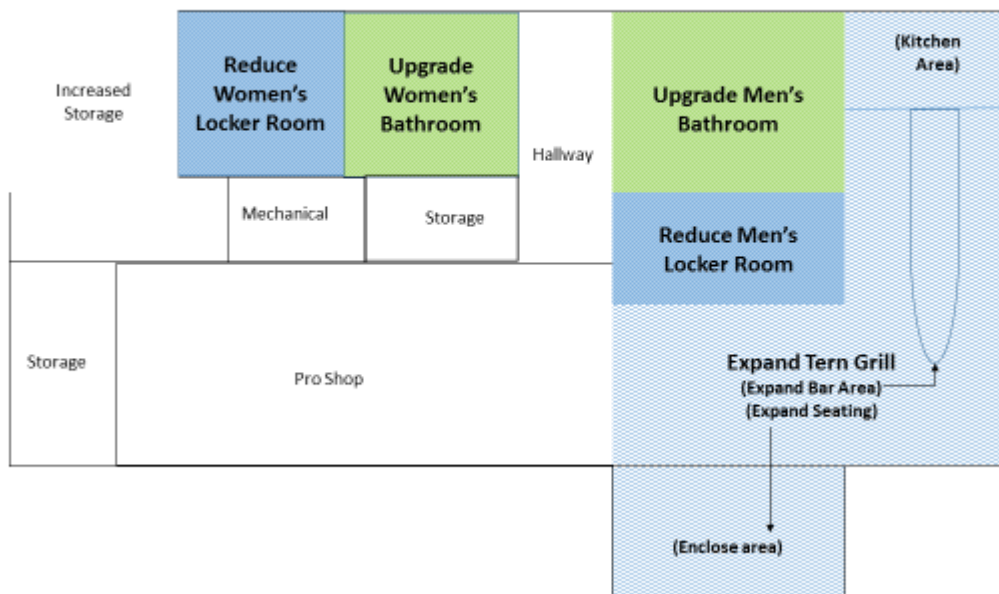 Increased
Storage
Reduce
Women's
Locker Room
Upgrade
Women's
Bathroom
Hallway
Upgrade Men's
Bathroom
(Kitchen
Area)
Mechanical
Storage
Reduce Men's
Locker Room
Storage
Pro Shop
Expand Tern Grill
(Expand Bar Area)
(Expand Seating)
(Enclose area)